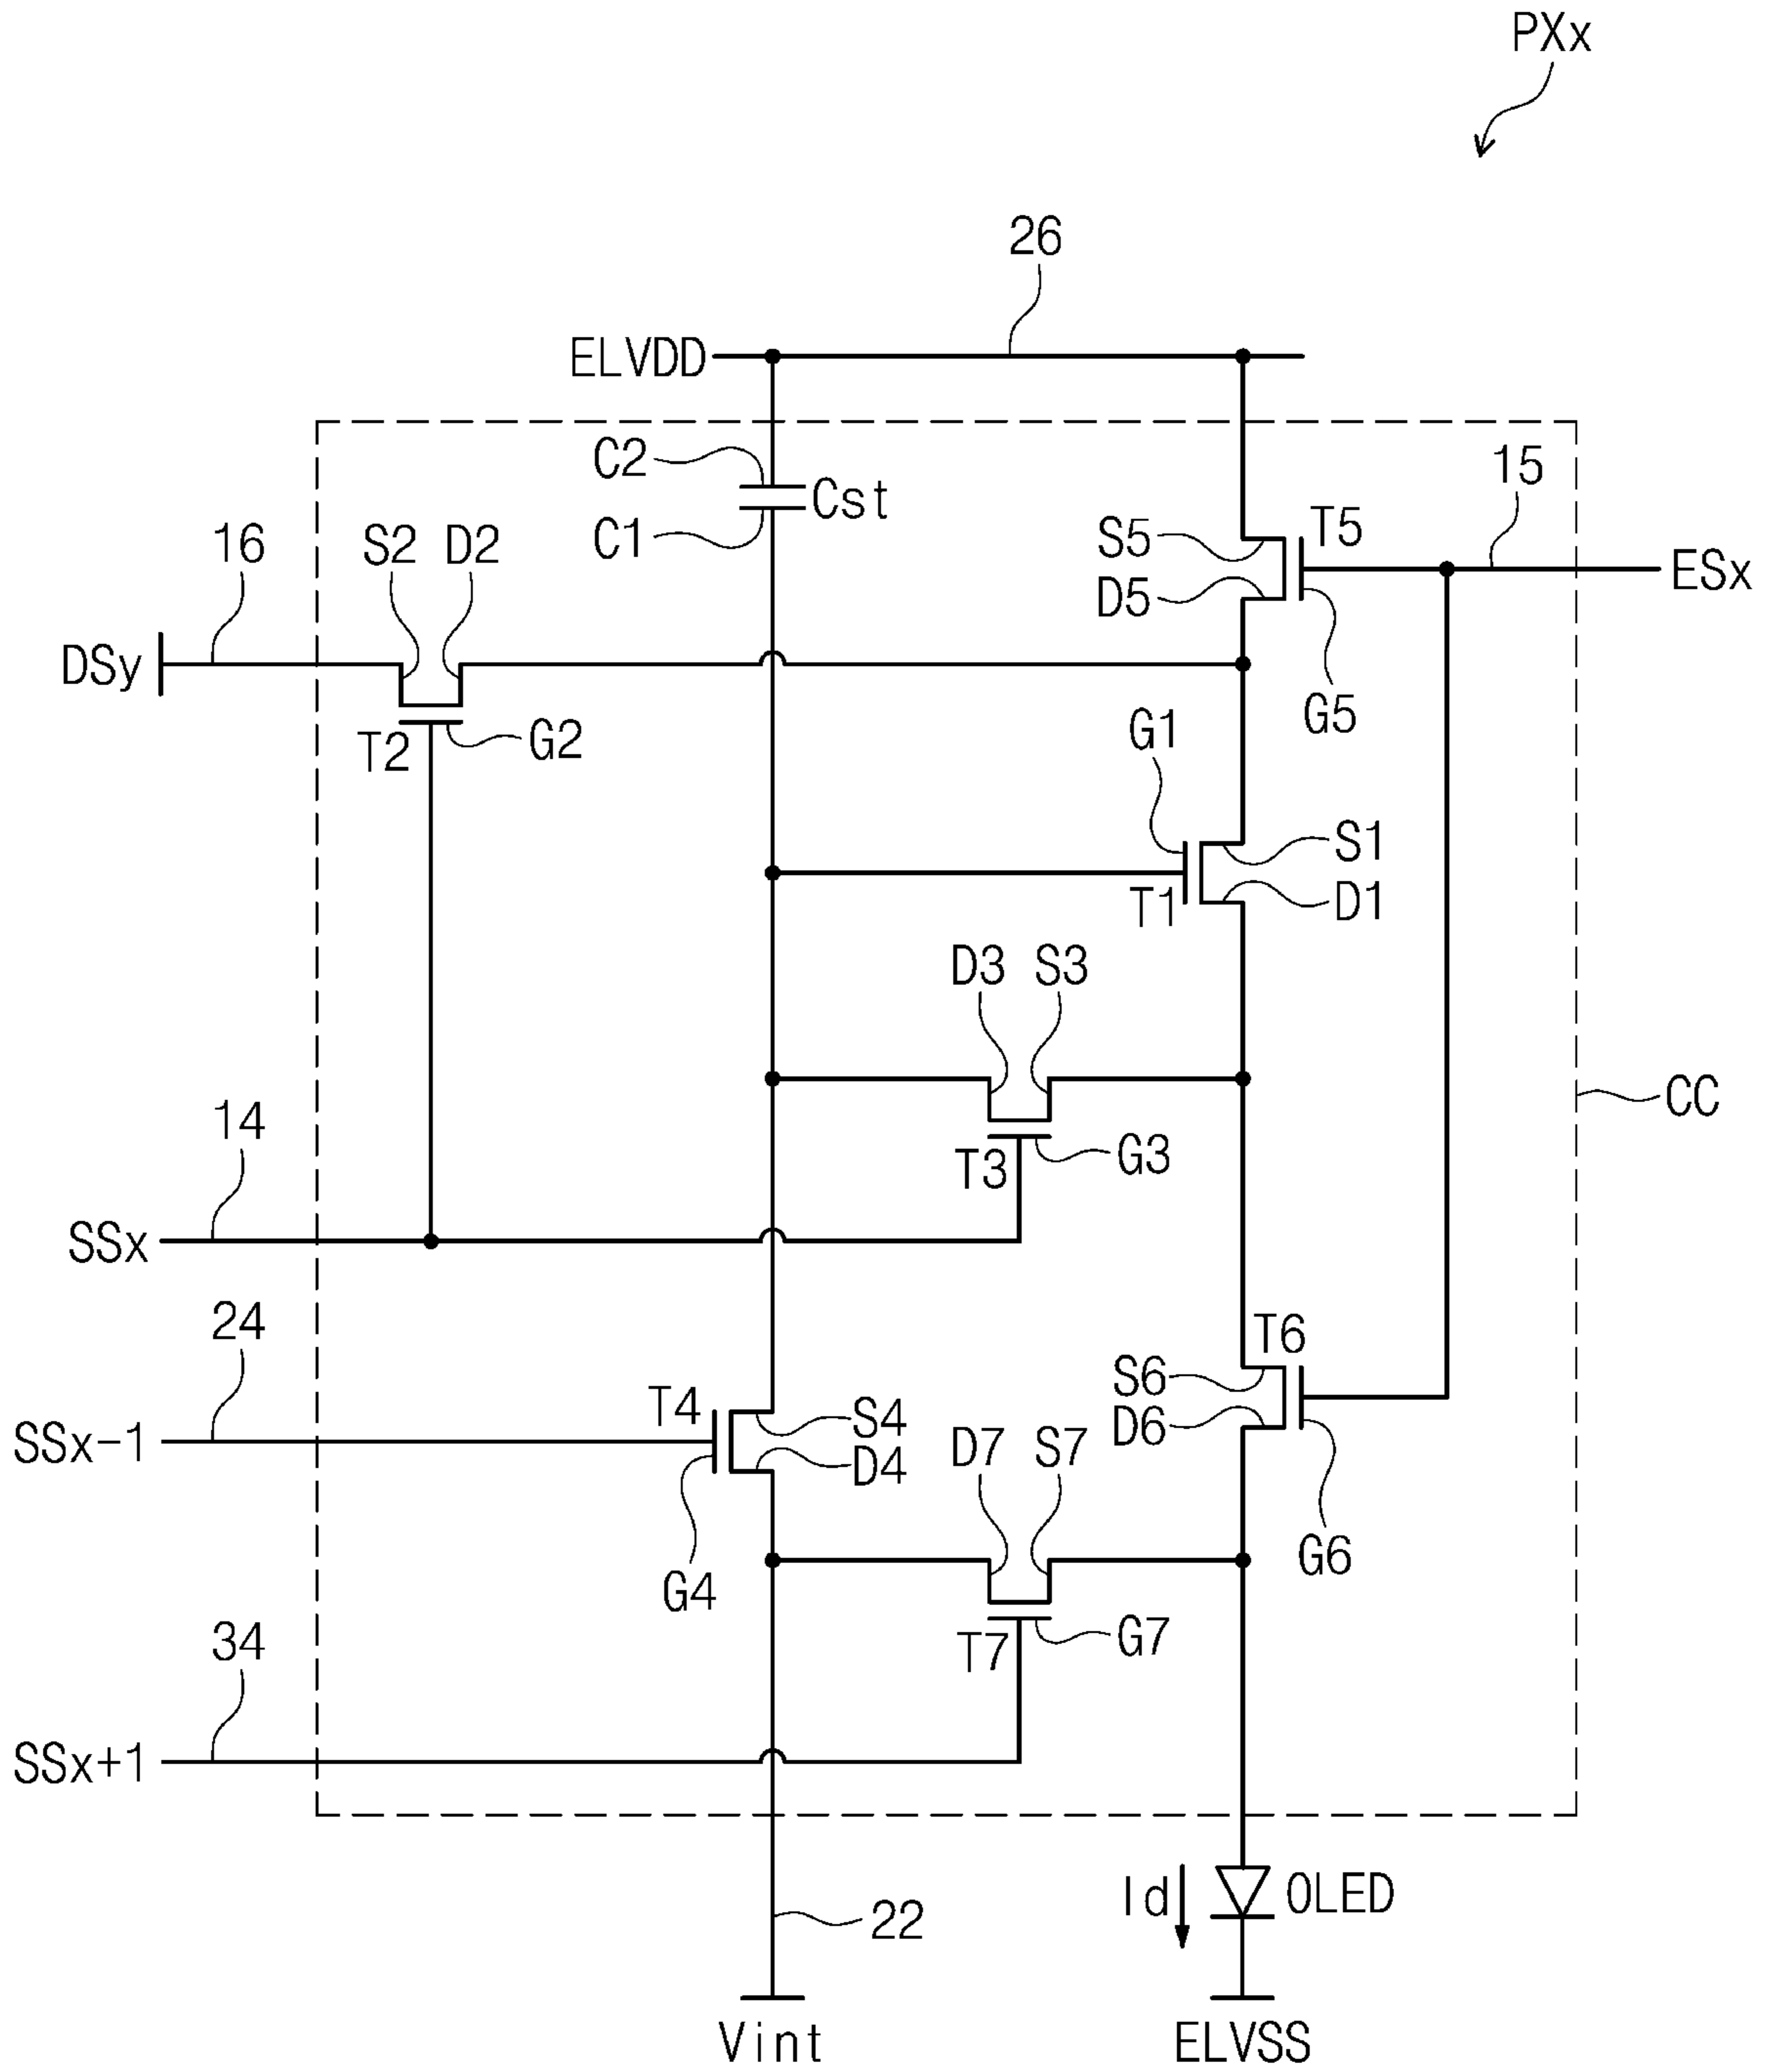 PXx
26
ELVDD
C2
Cst
C1
15
16
S2 D2
S5
T5
D5
ESx
DSy
G5
T2
G2
G1
S1
T1
D1
D3 S3
CC
14
T3
G3
SSx
24
T6
S6
T4
S4
D6
SSx-1
D4
D7 S7
G6
G4
34
T7
G7
SSx+1
Id
OLED
22
Vint
ELVSS